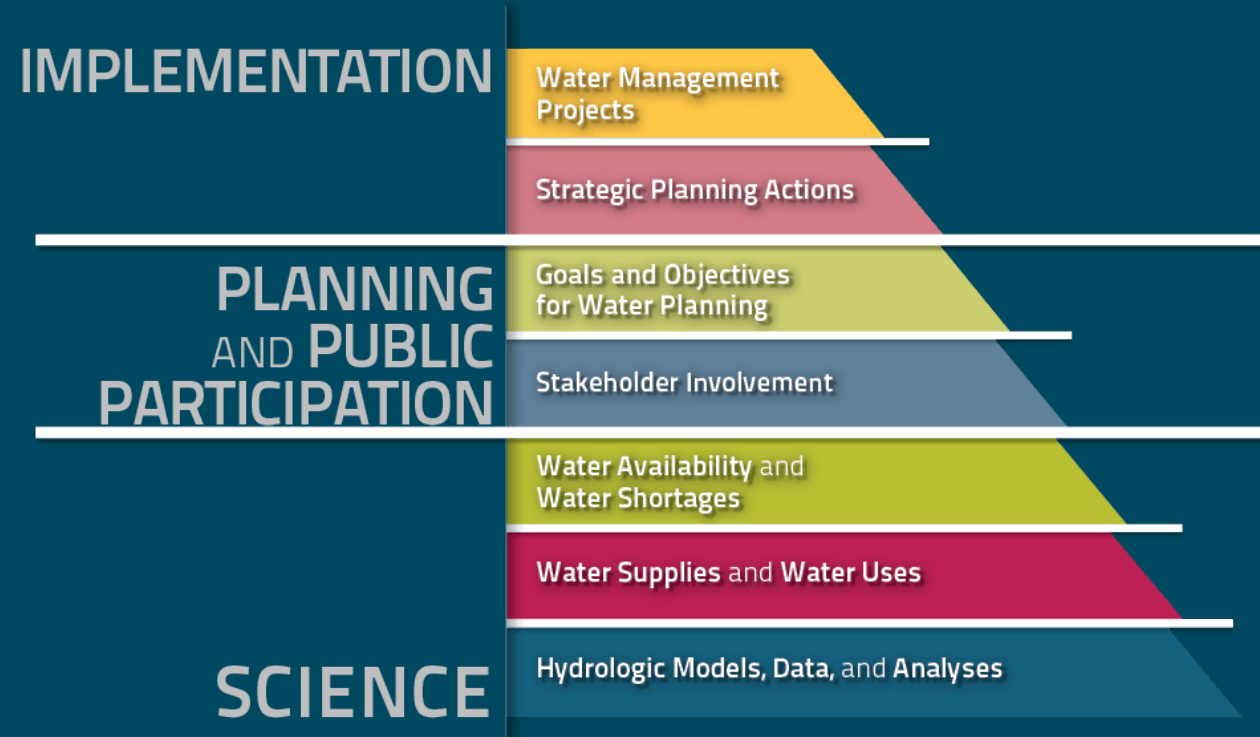 IMPLEMENTATION
Water Management
Projects
Strategic Planning Actions
PLANNING
AND PUBLIC
PARTICIPATION
Goals and Objectives
for Water Planning
Stakeholder Involvement
Water Availability and
Water Shortages
Water Supplies and Water Uses
SCIENCE
Hydrologic Models, Data, and Analyses